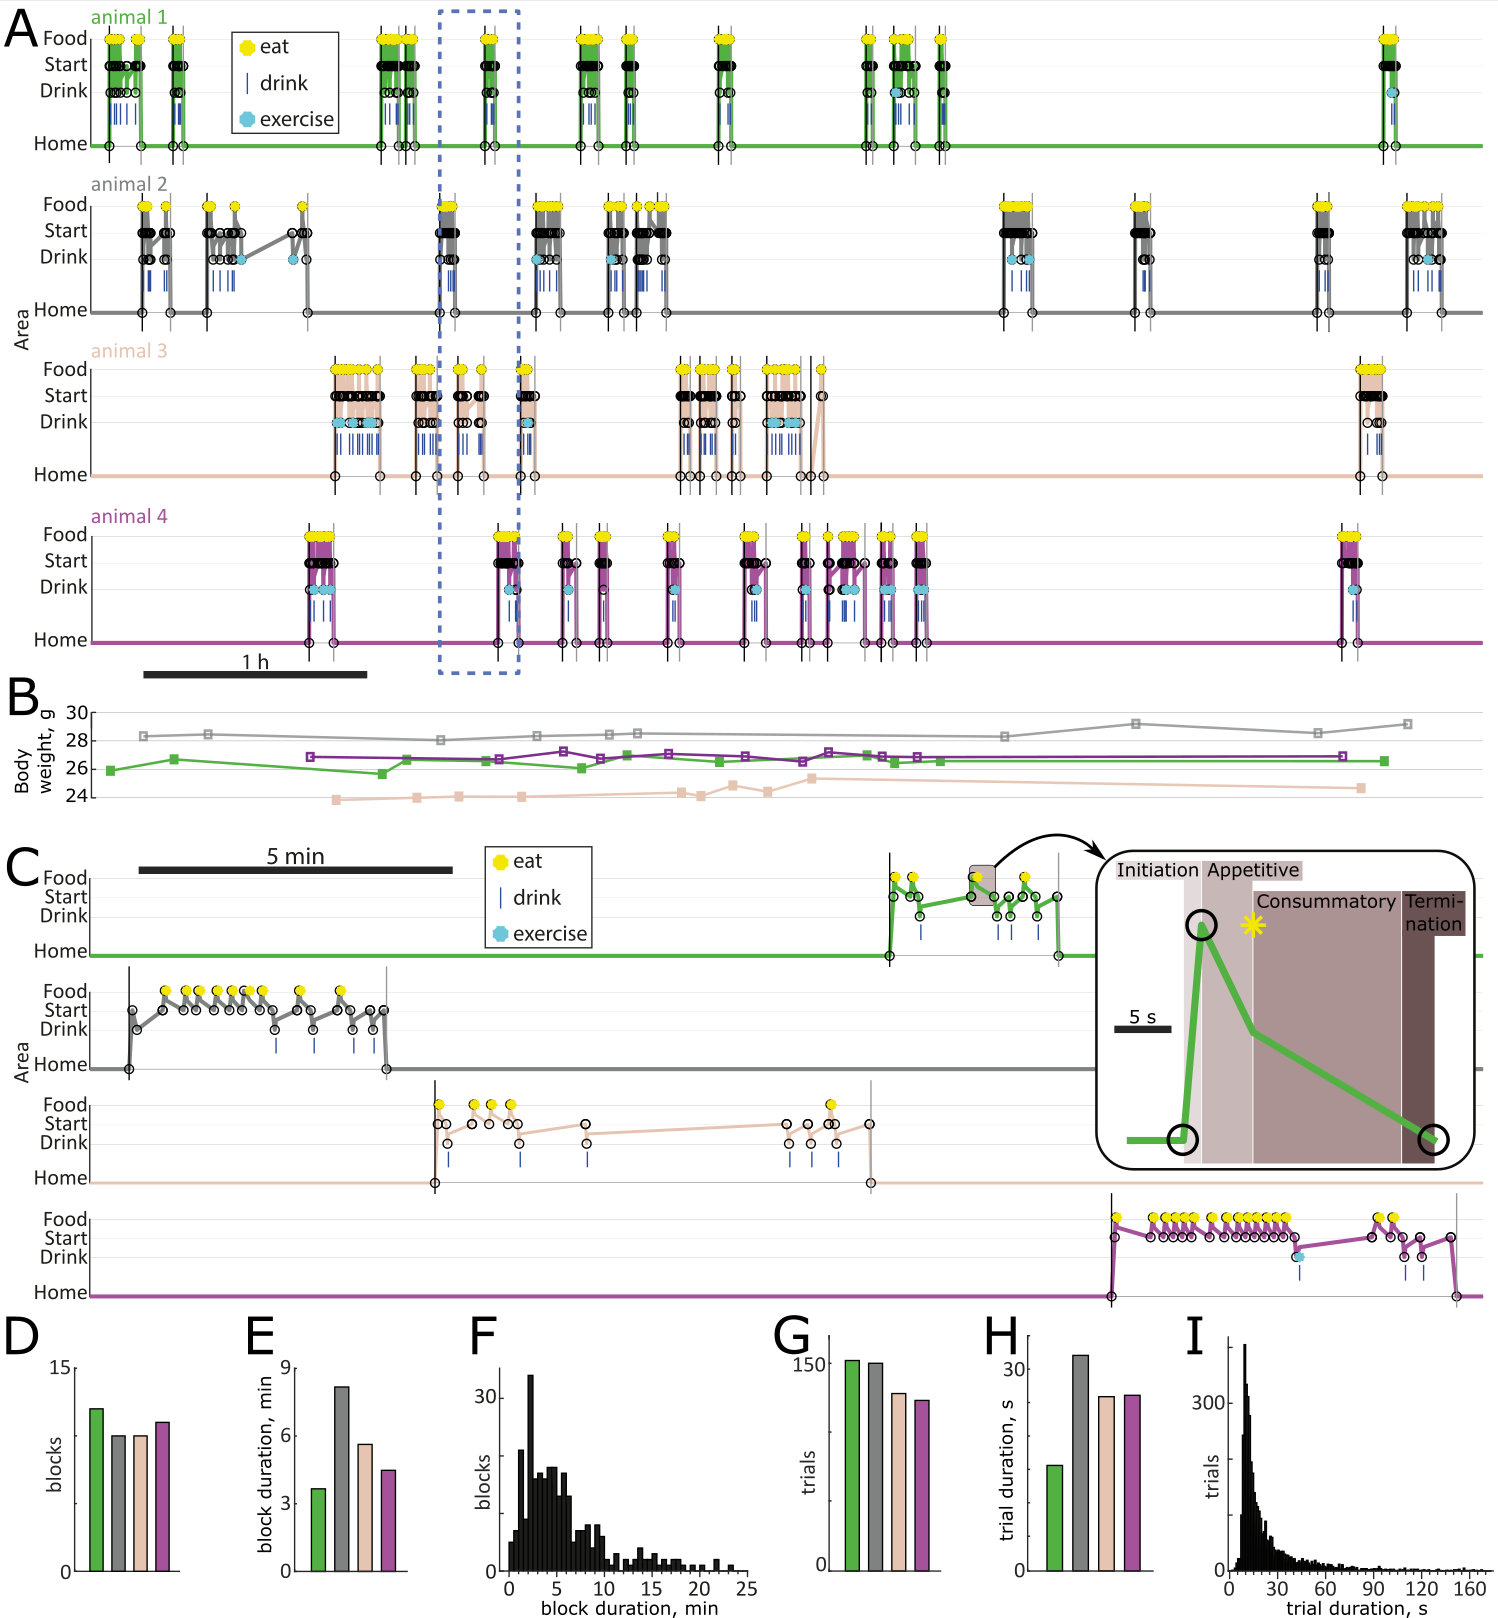 A
animal 1
Food
Start
Drink
Home
eat
drink
exercise
animal 2
Food
Start
Drink
Home
Area
animal 3
Food
Start
Drink
Home
animal 4
Food
Start
Drink
Home
1 h
B
Body
weight, g
30
28
26
24
C
5 min
eat
drink
exercise
Food
Start
Drink
Home
Initiation
Appetitive
Consummatory
Termi-
nation
5 s
Food
Start
Drink
Home
Area
Food
Start
Drink
Home
Food
Start
Drink
Home
D
15
0
blocks
E
9
6
3
0
block duration, min
F
30
0
blocks
0 5 10 15 20 25
block duration, min
G
150
0
trials
H
30
0
trial duration, s
I
300
0
trials
0 30 60 90 120 160
trial duration, s